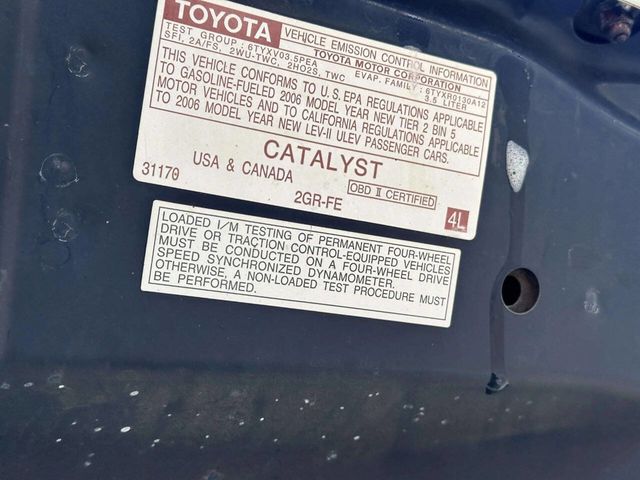 TOYOTA
VEHICLE EMISSION CONTROL INFORMATION
TOYOTA MOTOR CORPORATION
TEST GROUP : 6TYXV03.5PEA
EVAP. FAMILY : 6TYXR0130A12
SFI, 2A/FS, 2WU-TWC, 2HO2S, TWC
3.5 LITER
THIS VEHICLE CONFORMS TO U.S. EPA REGULATIONS APPLICABLE
TO GASOLINE-FUELED 2006 MODEL YEAR NEW TIER 2 BIN 5
MOTOR VEHICLES AND TO CALIFORNIA REGULATIONS APPLICABLE
TO 2006 MODEL YEAR NEW LEV-II ULEV PASSENGER CARS.
CATALYST
31170
USA & CANADA
OBD II CERTIFIED
2GR-FE
4L
LOADED I/M TESTING OF PERMANENT FOUR-WHEEL
DRIVE OR TRACTION CONTROL-EQUIPPED VEHICLES
MUST BE CONDUCTED ON A FOUR-WHEEL DRIVE
SPEED SYNCHRONIZED DYNAMOMETER.
OTHERWISE, A NON-LOADED TEST PROCEDURE MUST
BE PERFORMED.